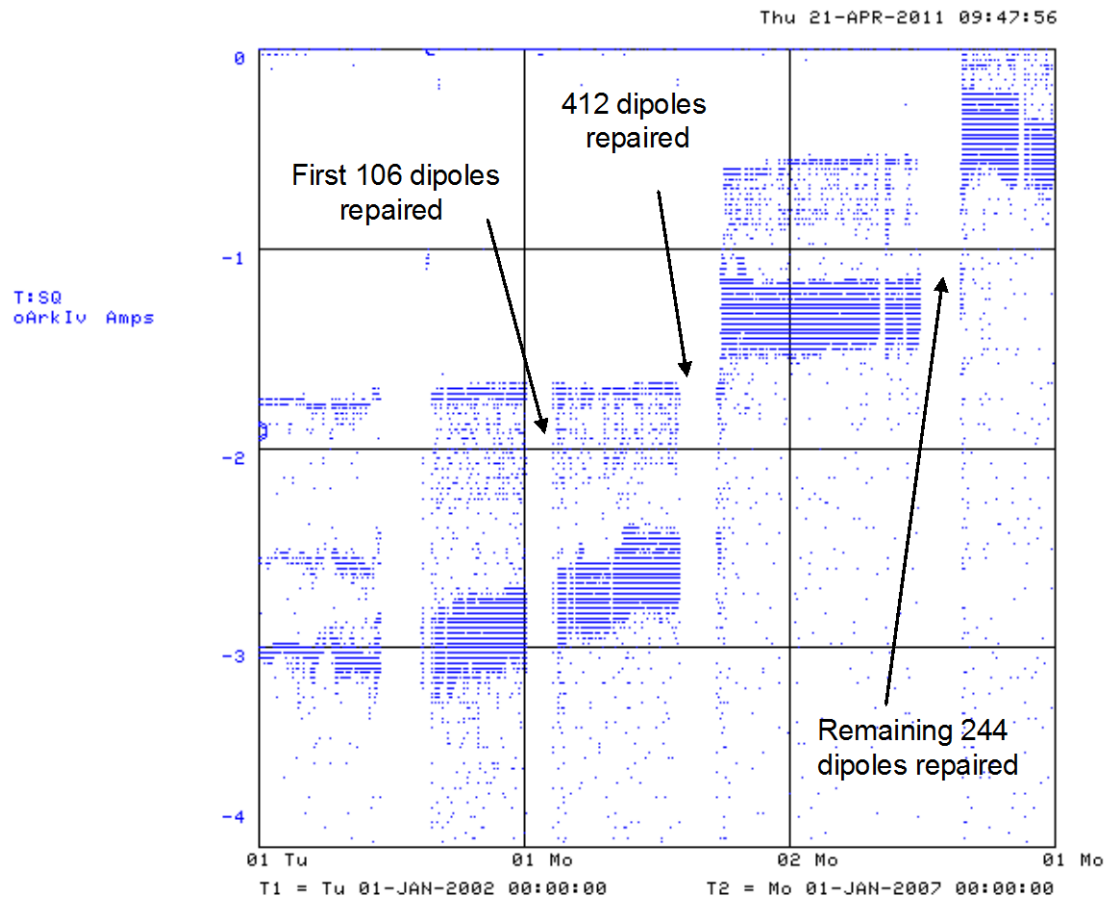 Thu 21-APR-2011 09:47:56
0
412 dipoles
repaired
First 106 dipoles
repaired
-1
T:SQ
oArkIv Amps
-2
-3
Remaining 244
dipoles repaired
-4
01 Tu 01 Mo 02 Mo 01 Mo
T1 = Tu 01-JAN-2002 00:00:00 T2 = Mo 01-JAN-2007 00:00:00